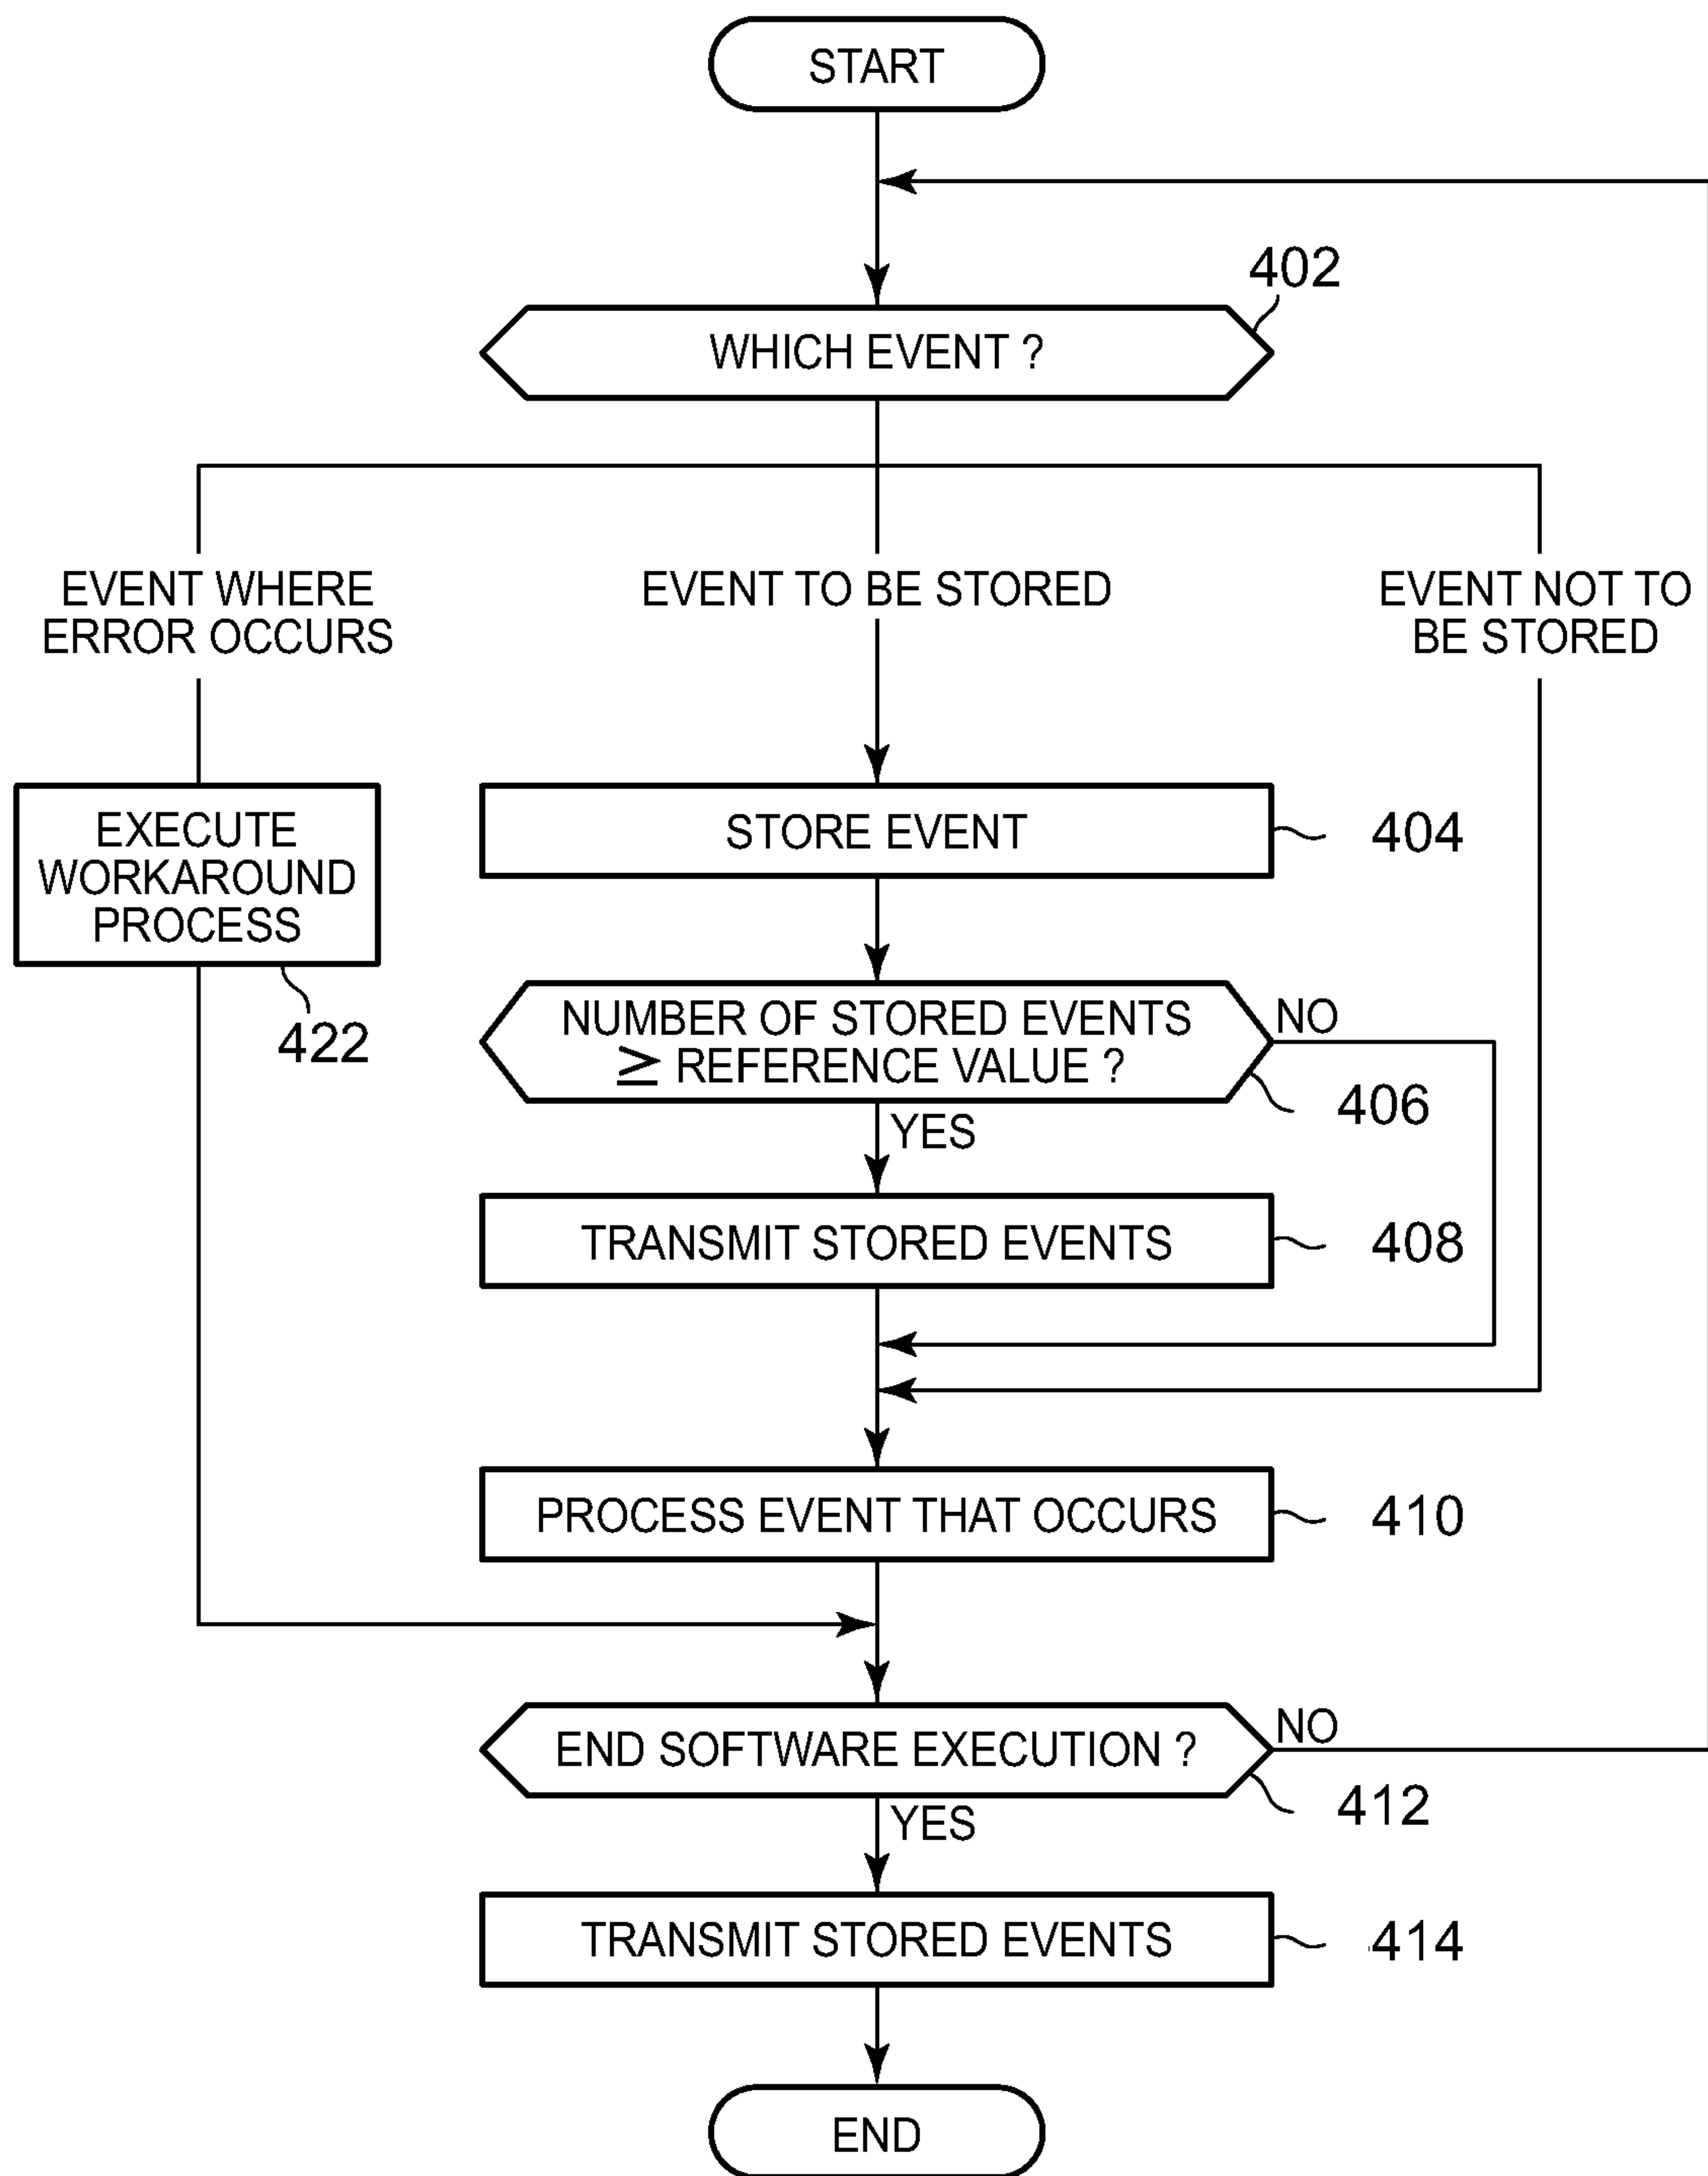 START
402
WHICH EVENT ?
EVENT WHERE
ERROR OCCURS
EVENT TO BE STORED
EVENT NOT TO
BE STORED
EXECUTE
WORKAROUND
PROCESS
422
STORE EVENT
404
NUMBER OF STORED EVENTS
≥ REFERENCE VALUE ?
NO
406
YES
TRANSMIT STORED EVENTS
408
PROCESS EVENT THAT OCCURS
410
END SOFTWARE EXECUTION ?
NO
412
YES
TRANSMIT STORED EVENTS
414
END